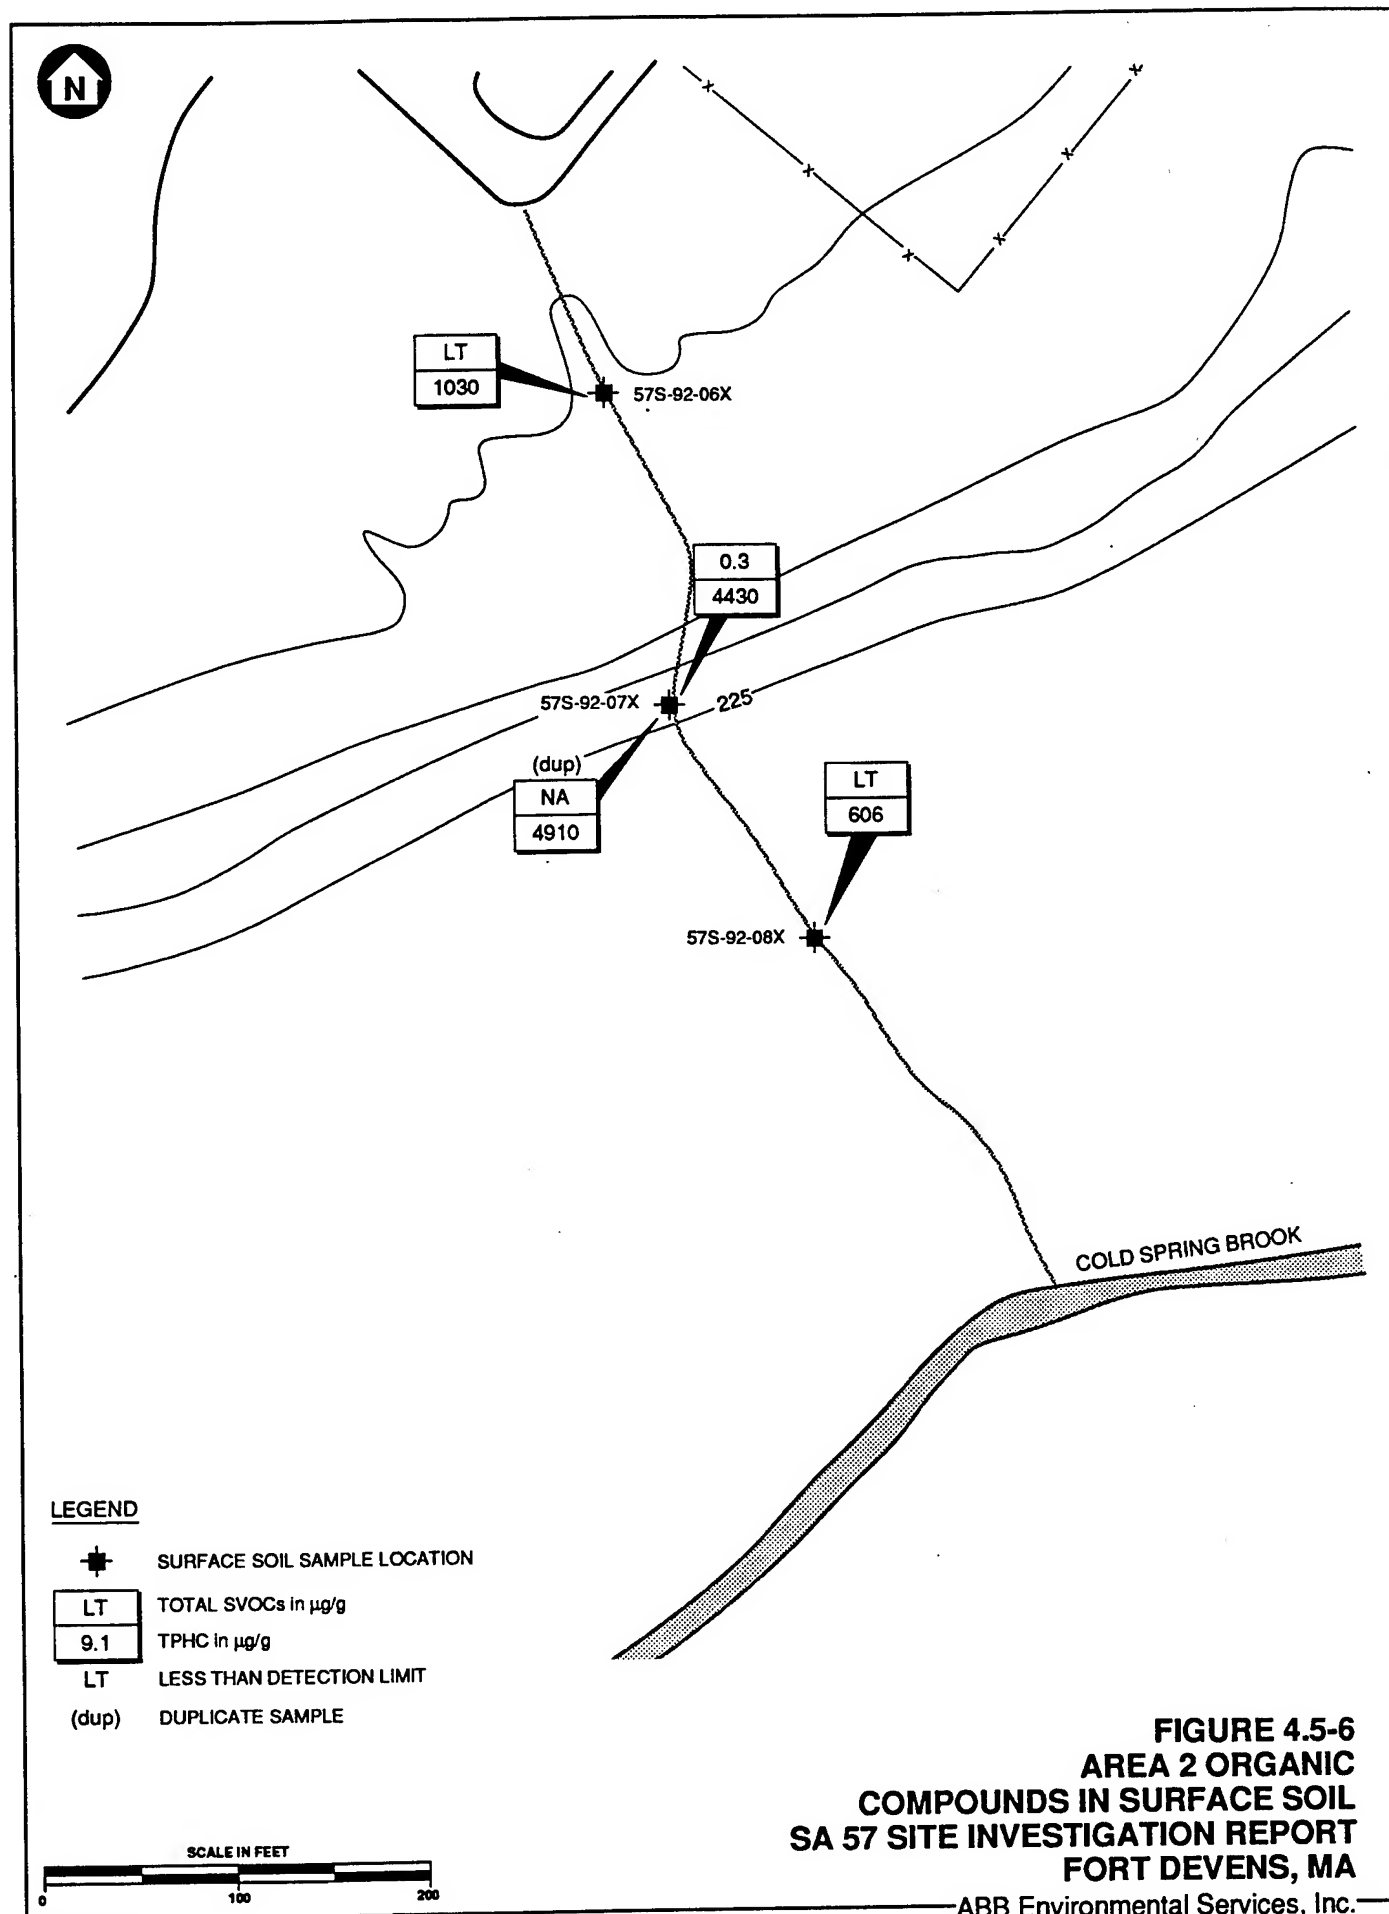 N
LT
1030
57S-92-06X
0.3
4430
57S-92-07X
225
(dup)
NA
4910
LT
606
57S-92-08X
COLD SPRING BROOK
LEGEND
SURFACE SOIL SAMPLE LOCATION
LT TOTAL SVOCs in µg/g
9.1 TPHC in µg/g
LT LESS THAN DETECTION LIMIT
(dup) DUPLICATE SAMPLE
SCALE IN FEET
0 100 200
FIGURE 4.5-6
AREA 2 ORGANIC
COMPOUNDS IN SURFACE SOIL
SA 57 SITE INVESTIGATION REPORT
FORT DEVENS, MA
ABB Environmental Services, Inc.